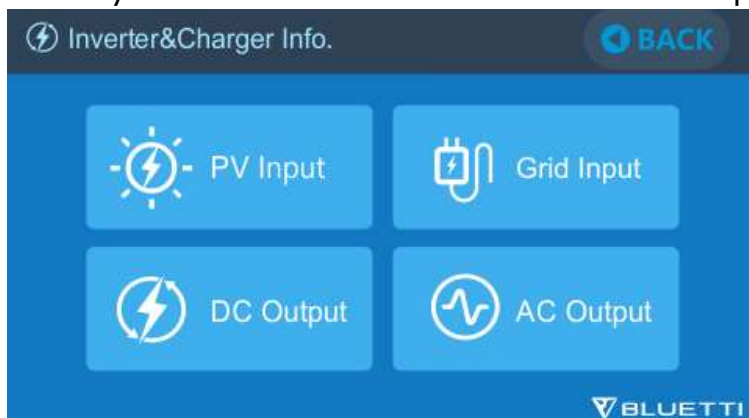 Inverter&Charger Info.
BACK
PV Input
Grid Input
DC Output
AC Output
BLUETTI